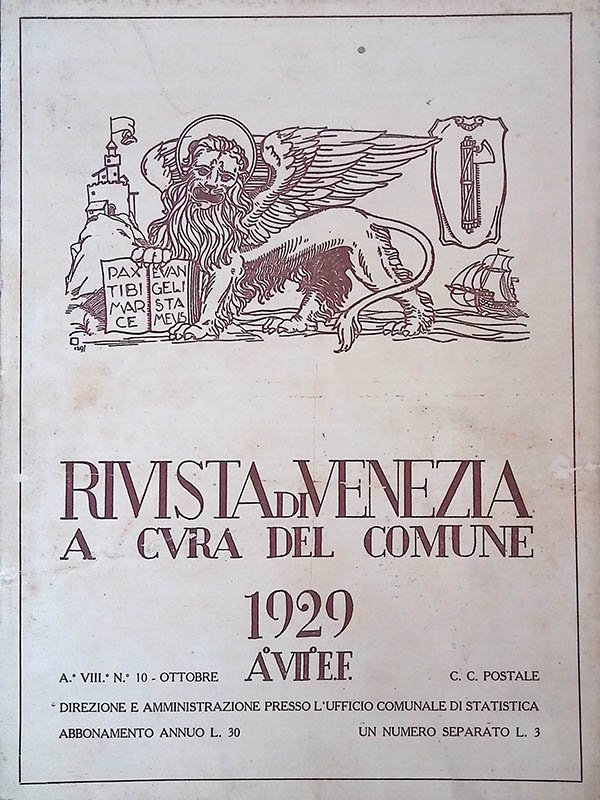 PAX EVAN
TIBI GELI
MAR STA
CE MEVS
RIVISTA DI VENEZIA
A CVRA DEL COMUNE
1929
A.° VII° E.F.
A.° VIII.° N.° 10 - OTTOBRE
C. C. POSTALE
DIREZIONE E AMMINISTRAZIONE PRESSO L'UFFICIO COMUNALE DI STATISTICA
ABBONAMENTO ANNUO L. 30
UN NUMERO SEPARATO L. 3